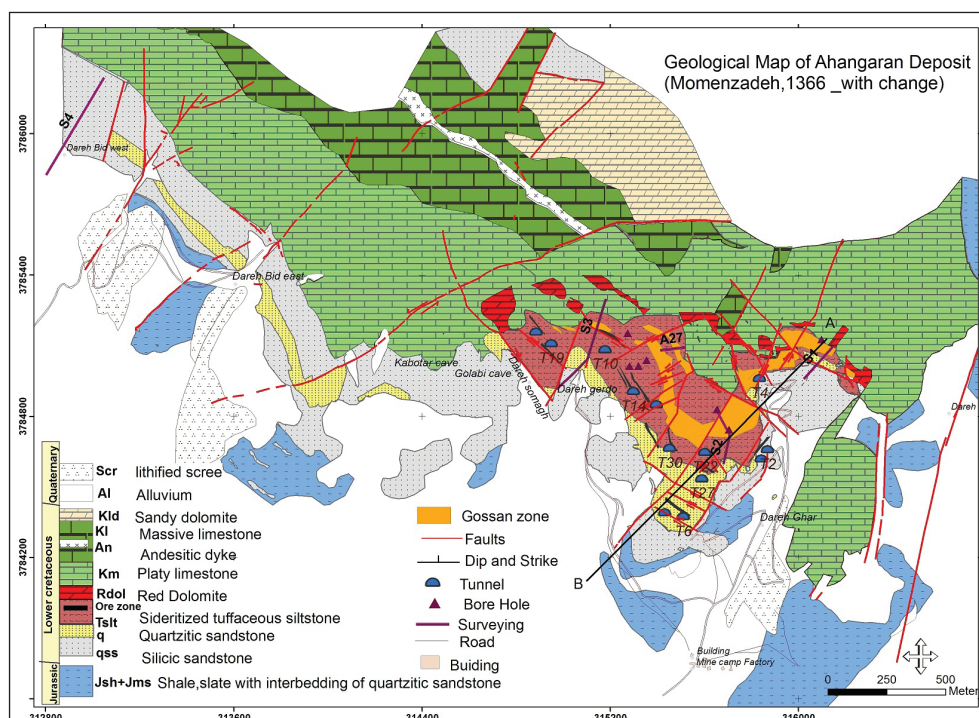 Geological Map of Ahangaran Deposit
(Momenzadeh,1366 _with change)
3786000
3785400
3784800
3784200
S4
Dareh Bid west
Dareh Bid east
Kabotar cave
Golabi cave
Dareh somagh
Dareh gerdo
T19
S3
T10
A27
T14
A
S1
T4
Dareh
T30
T22
S2
T2
T27
T6
Dareh Ghar
B
Building
Mine camp Factory
Quaternary
Lower cretaceous
Jurassic
Scr lithified scree
Al Alluvium
Kld Sandy dolomite
Kl Massive limestone
An Andesitic dyke
Km Platy limestone
Rdol Red Dolomite
Ore zone
Tslt Sideritized tuffaceous siltstone
q Quartzitic sandstone
qss Silicic sandstone
Jsh+Jms Shale,slate with interbedding of quartzitic sandstone
Gossan zone
Faults
Dip and Strike
Tunnel
Bore Hole
Surveying
Road
Buiding
0 250 500
Meter
312800 313600 314400 315200 316000